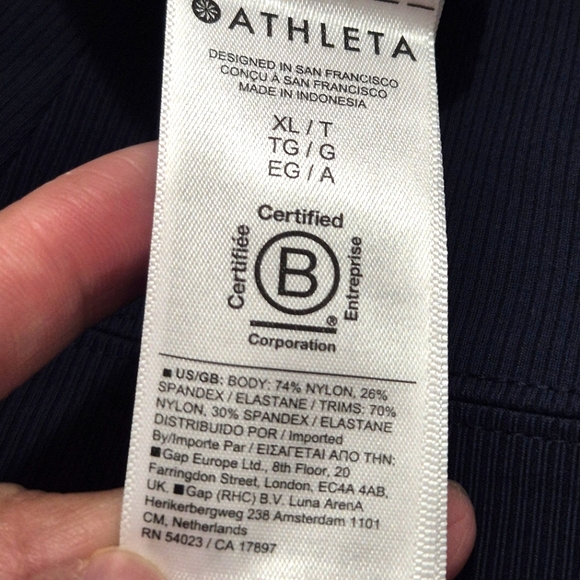 ATHLETA
DESIGNED IN SAN FRANCISCO
CONÇU À SAN FRANCISCO
MADE IN INDONESIA
XL / T
TG / G
EG / A
Certified
Certifiée
B
Entreprise
®
Corporation
■ US/GB: BODY: 74% NYLON, 26%
SPANDEX / ELASTANE / TRIMS: 70%
NYLON, 30% SPANDEX / ELASTANE
DISTRIBUIDO POR / Imported
By/Importe Par / ΕΙΣΑΓΕΤΑΙ ΑΠΟ ΤΗΝ:
■Gap Europe Ltd., 8th Floor, 20
Farringdon Street, London, EC4A 4AB,
UK. ■Gap (RHC) B.V. Luna ArenA
Herikerbergweg 238 Amsterdam 1101
CM, Netherlands
RN 54023 / CA 17897